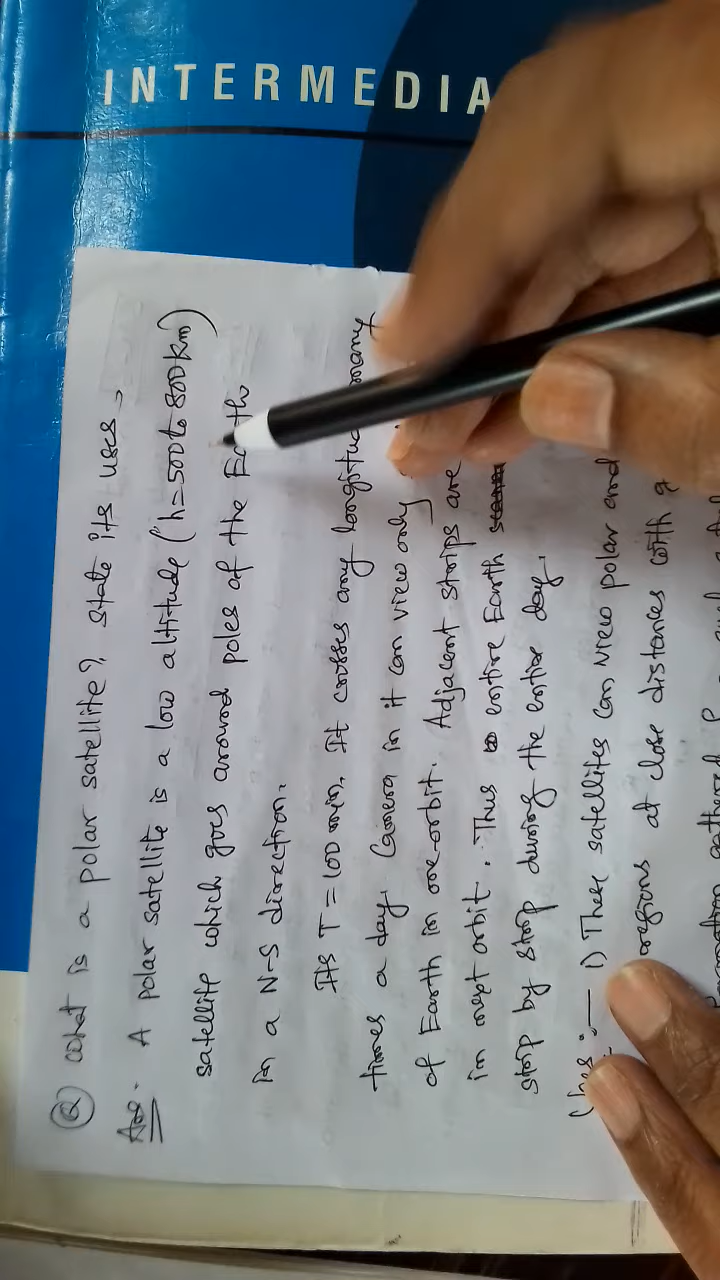 INTERMEDIA
Q What is a polar satellite? State its uses.
Ans. A polar satellite is a low altitude (h=500 to 800 km)
satellite which goes around poles of the Earth
in a N-S direction.
Its T = 100 min. It crosses any many
times a day. Camera in it can view only
of Earth in one orbit. Adjacent strips are
in next orbit. Thus entire Earth
strip by strip during the entire day.
Uses :— 1) These satellites can view polar and
regions at close distances with
gathered